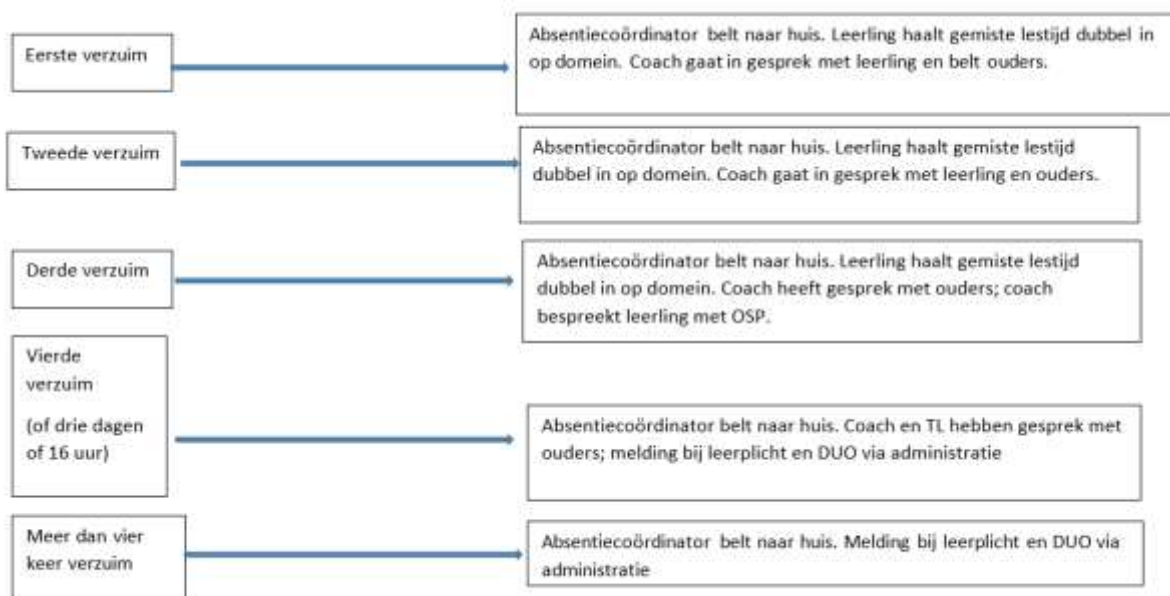 Eerste verzuim
Absentiecoördinator belt naar huis. Leerling haalt gemiste lestijd dubbel in
op domein. Coach gaat in gesprek met leerling en belt ouders.
Tweede verzuim
Absentiecoördinator belt naar huis. Leerling haalt gemiste lestijd
dubbel in op domein. Coach gaat in gesprek met leerling en ouders.
Derde verzuim
Absentiecoördinator belt naar huis. Leerling haalt gemiste lestijd
dubbel in op domein. Coach heeft gesprek met ouders; coach
bespreekt leerling met OSP.
Vierde
verzuim
(of drie dagen
of 16 uur)
Absentiecoördinator belt naar huis. Coach en TL hebben gesprek met
ouders; melding bij leerplicht en DUO via administratie
Meer dan vier
keer verzuim
Absentiecoördinator belt naar huis. Melding bij leerplicht en DUO via
administratie